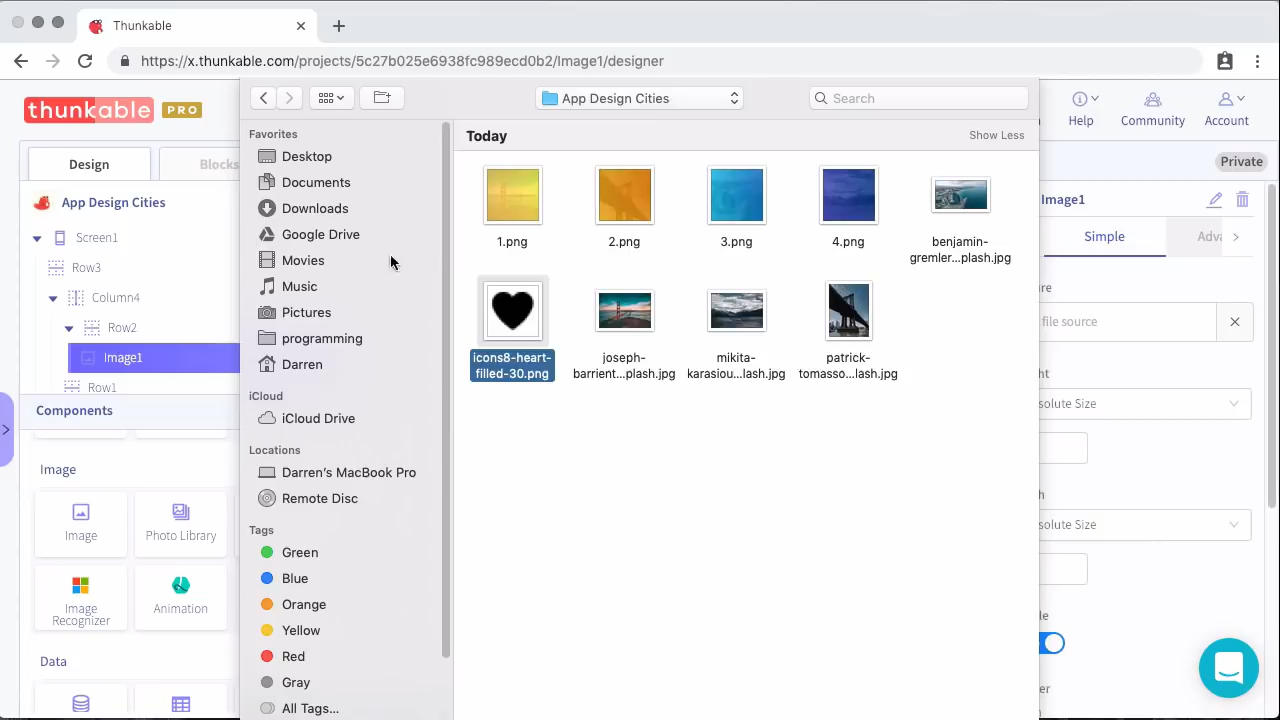 Thunkable
https://x.thunkable.com/projects/5c27b025e6938fc989ecd0b2/Image1/designer
thunkable PRO
App Design Cities
Search
Help
Community
Account
Favorites
Desktop
Documents
Downloads
Google Drive
Movies
Music
Pictures
programming
Darren
iCloud
iCloud Drive
Locations
Darren's MacBook Pro
Remote Disc
Tags
Green
Blue
Orange
Yellow
Red
Gray
All Tags...
Today
Show Less
1.png
2.png
3.png
4.png
benjamin-
gremler...plash.jpg
icons8-heart-
filled-30.png
joseph-
barrient...plash.jpg
mikita-
karasiou...lash.jpg
patrick-
tomasso...lash.jpg
Design
Blocks
App Design Cities
Screen1
Row3
Column4
Row2
Image1
Row1
Components
Image
Image
Photo Library
Image
Recognizer
Animation
Data
Private
Image1
Simple
Adva
file source